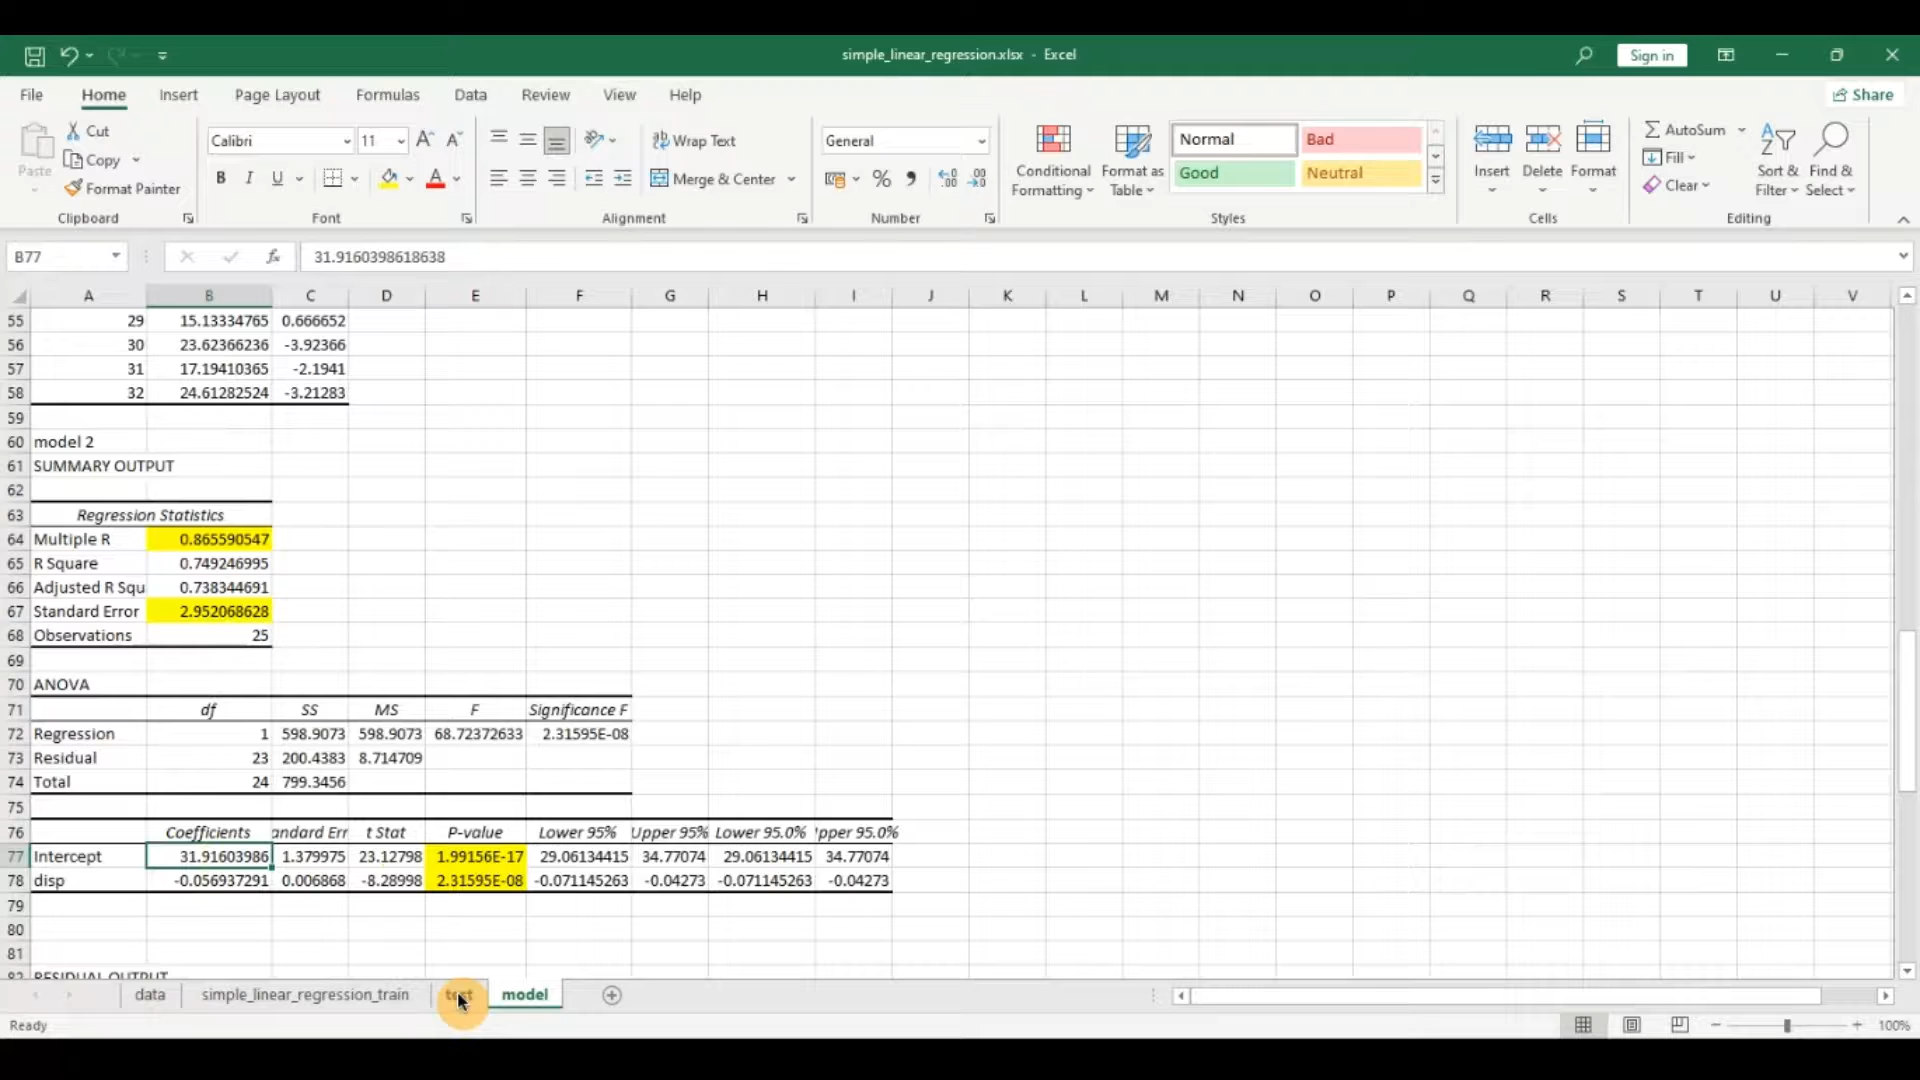 simple_linear_regression.xlsx - Excel
Sign in
File Home Insert Page Layout Formulas Data Review View Help Share
Paste
Cut
Copy
Format Painter
Clipboard
Calibri 11
B I U
Font
Wrap Text
Merge & Center
Alignment
General
Number
Conditional Formatting
Format as Table
Normal Bad
Good Neutral
Styles
Insert Delete Format
Cells
AutoSum
Fill
Clear
Sort & Filter
Find & Select
Editing
B77 fx 31.9160398618638
A B C D E F G H I J K L M N O P Q R S T U V
55 29 15.13334765 0.666652
56 30 23.62366236 -3.92366
57 31 17.19410365 -2.1941
58 32 24.61282524 -3.21283
59
60 model 2
61 SUMMARY OUTPUT
62
63 Regression Statistics
64 Multiple R 0.865590547
65 R Square 0.749246995
66 Adjusted R Squ 0.738344691
67 Standard Error 2.952068628
68 Observations 25
69
70 ANOVA
71 df SS MS F Significance F
72 Regression 1 598.9073 598.9073 68.72372633 2.31595E-08
73 Residual 23 200.4383 8.714709
74 Total 24 799.3456
75
76 Coefficients andard Err t Stat P-value Lower 95% Upper 95% Lower 95.0% pper 95.0%
77 Intercept 31.91603986 1.379975 23.12798 1.99156E-17 29.06134415 34.77074 29.06134415 34.77074
78 disp -0.056937291 0.006868 -8.28998 2.31595E-08 -0.071145263 -0.04273 -0.071145263 -0.04273
79
80
81
82 RESIDUAL OUTPUT
data simple_linear_regression_train test model
Ready 100%